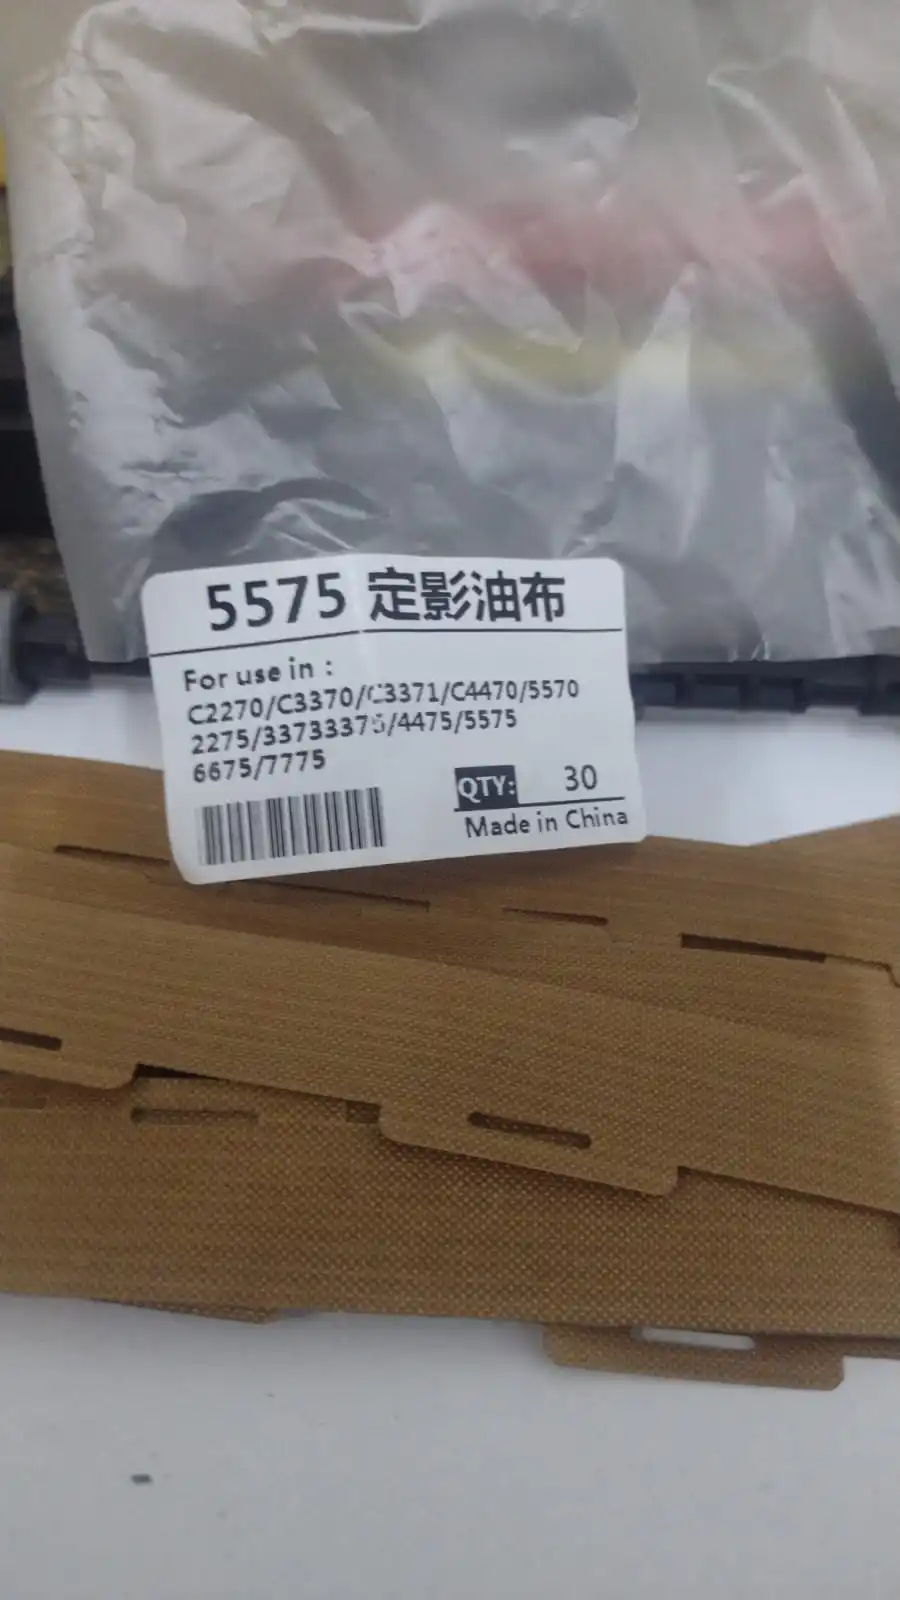 5575 定影油布
For use in :
C2270/C3370/C3371/C4470/5570
2275/33733375/4475/5575
6675/7775
QTY: 30
Made in China